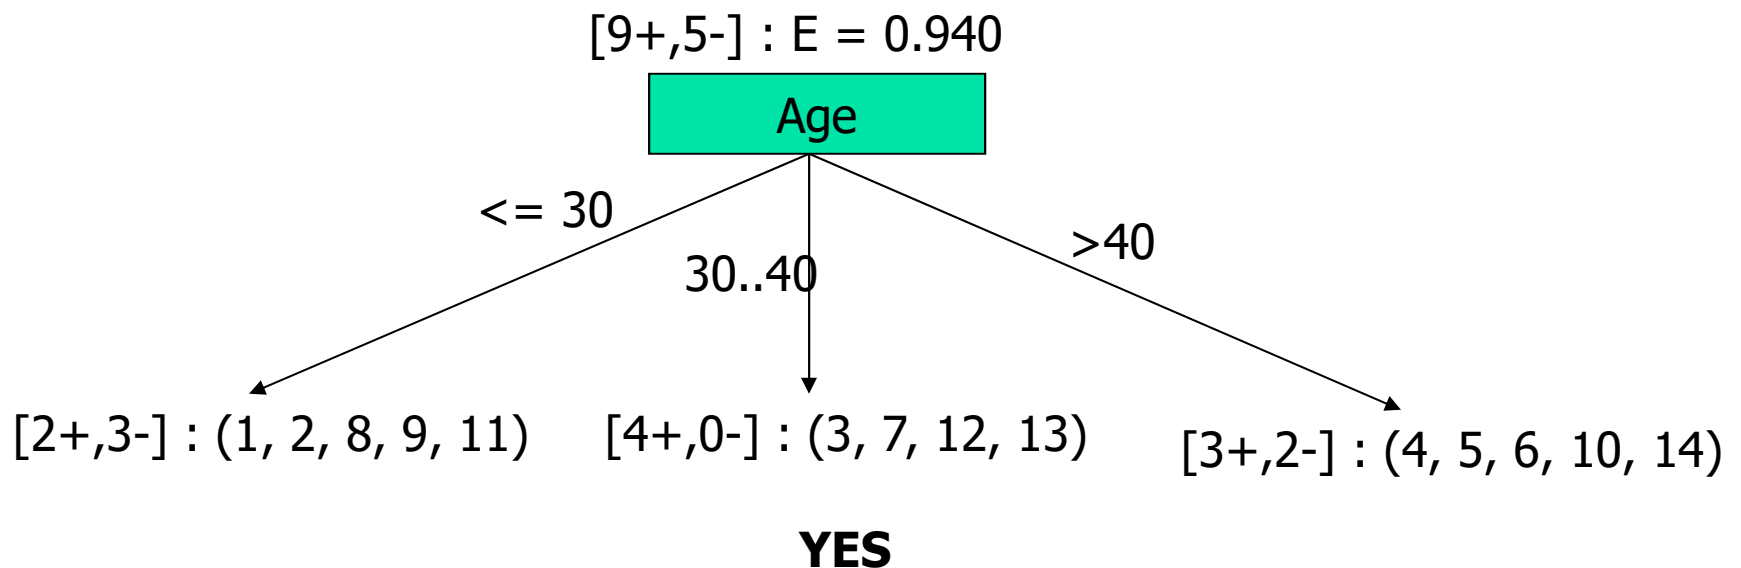 [9+,5-] : E = 0.940
Age
<= 30
30..40
>40
[2+,3-] : (1, 2, 8, 9, 11)
[4+,0-] : (3, 7, 12, 13)
[3+,2-] : (4, 5, 6, 10, 14)
YES